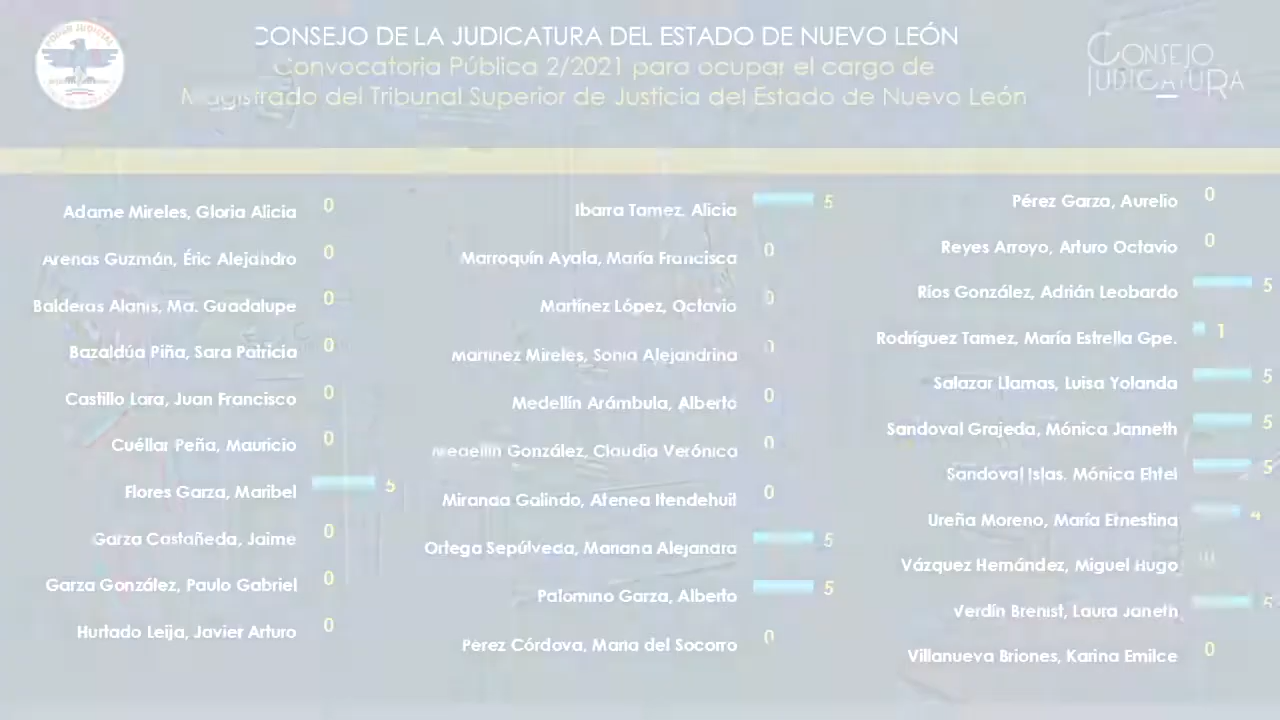 CONSEJO DE LA JUDICATURA DEL ESTADO DE NUEVO LEÓN
Convocatoria Pública 2/2021 para ocupar el cargo de
Magistrado del Tribunal Superior de Justicia del Estado de Nuevo León
PODER JUDICIAL
CONSEJO
JUDICATURA
Adame Mireles, Gloria Alicia 0
Arenas Guzmán, Éric Alejandro 0
Balderas Alanis, Ma. Guadalupe 0
Bazaldúa Piña, Sara Patricia 0
Castillo Lara, Juan Francisco 0
Cuéllar Peña, Mauricio 0
Flores Garza, Maribel 5
Garza Castañeda, Jaime 0
Garza González, Paulo Gabriel 0
Hurtado Leija, Javier Arturo 0
Ibarra Tamez, Alicia 5
Marroquín Ayala, María Francisca 0
Martínez López, Octavio 0
Martínez Mireles, Sonia Alejandrina 0
Medellín Arámbula, Alberto 0
Medellín González, Claudia Verónica 0
Miranda Galindo, Atenea Itendehuit 0
Ortega Sepúlveda, Mariana Alejandra 5
Palomino Garza, Alberto 5
Pérez Córdova, María del Socorro 0
Pérez Garza, Aurelio 0
Reyes Arroyo, Arturo Octavio 0
Ríos González, Adrián Leobardo 5
Rodríguez Tamez, María Estrella Gpe. 1
Salazar Llamas, Luisa Yolanda 5
Sandoval Grajeda, Mónica Janneth 5
Sandoval Islas, Mónica Ehtel 5
Ureña Moreno, María Ernestina 4
Vázquez Hernández, Miguel Hugo
Verdín Brenist, Laura Janeth 5
Villanueva Briones, Karina Emilce 0